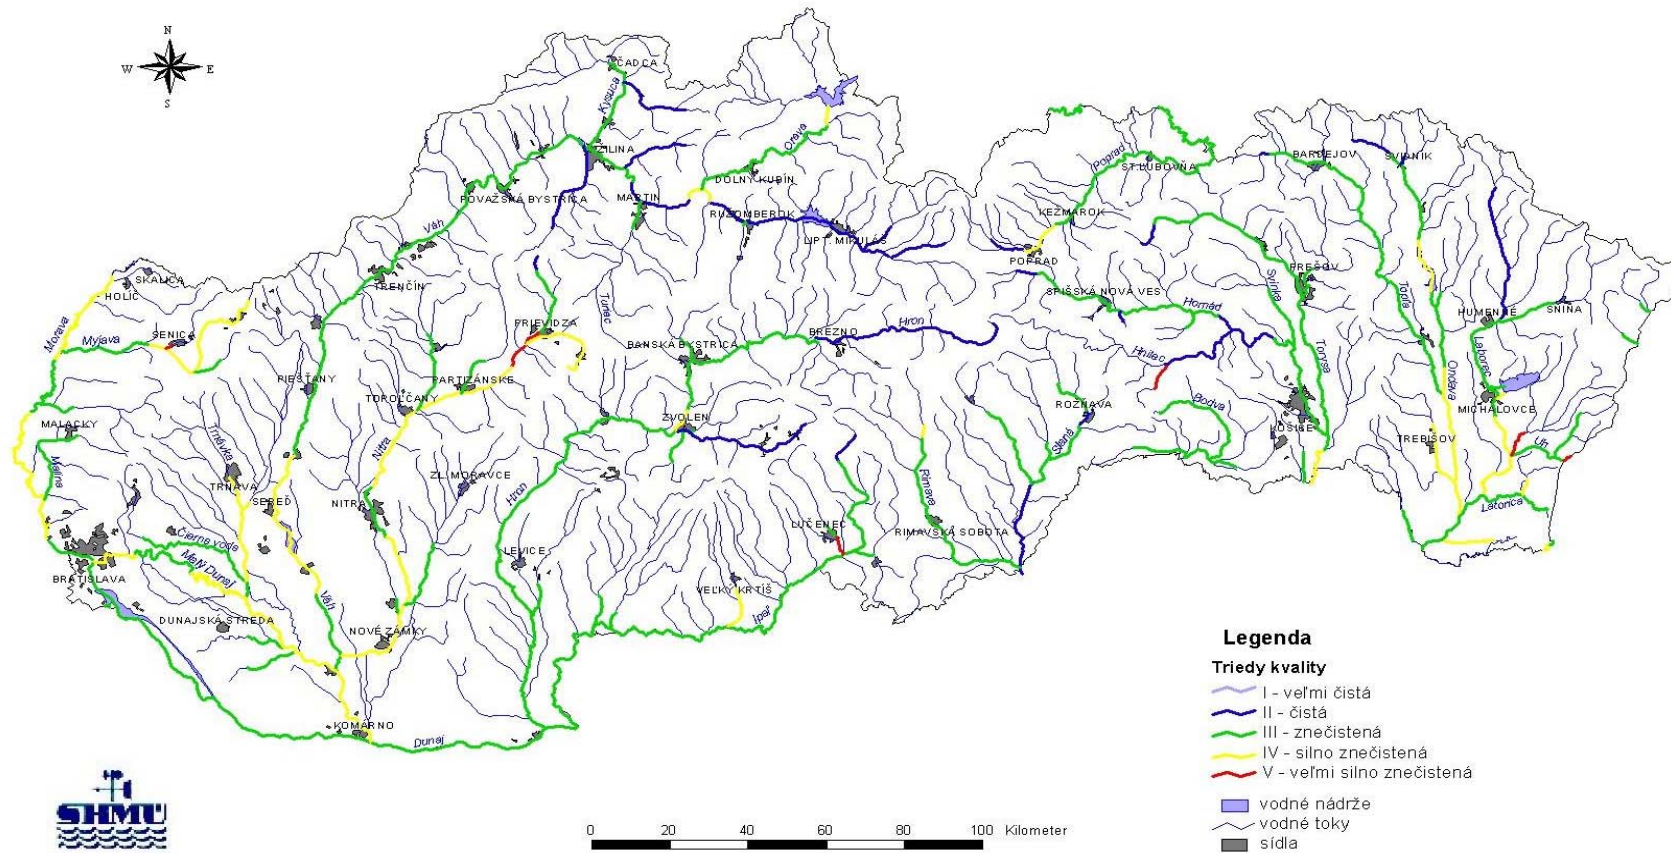 N
W E
S
ČADCA
Kysuca
ŽILINA
Orava
DOLNÝ KUBÍN
POVAŽSKÁ BYSTRICA
MARTIN
RUŽOMBEROK
LIPT. MIKULÁŠ
Váh
Poprad
ST.ĽUBOVŇA
BARDEJOV
SVIDNÍK
KEŽMAROK
POPRAD
SKALICA
HOLÍČ
TRENČÍN
Morava
Myjava
SENICA
PRIEVIDZA
Turiec
BREZNO
Hron
BANSKÁ BYSTRICA
SPIŠSKÁ NOVÁ VES
Hornád
Svinka
PREŠOV
Topľa
HUMENNÉ
SNINA
Hnilec
Torysa
Laborec
Ondava
PIEŠŤANY
PARTIZÁNSKE
TOPOĽČANY
ZVOLEN
ROŽŇAVA
Bodva
MICHALOVCE
MALACKY
Trnávka
Nitra
Slaná
KOŠICE
TREBIŠOV
Uh
Malina
TRNAVA
ZL. MORAVCE
Hron
Rimava
SEREĎ
NITRA
Latorica
Čierna voda
LUČENEC
RIMAVSKÁ SOBOTA
Malý Dunaj
LEVICE
BRATISLAVA
VEĽKÝ KRTÍŠ
Váh
Ipeľ
DUNAJSKÁ STREDA
NOVÉ ZÁMKY
KOMÁRNO
Dunaj
Legenda
Triedy kvality
I - veľmi čistá
II - čistá
III - znečistená
IV - silno znečistená
V - veľmi silno znečistená
vodné nádrže
vodné toky
sídla
SHMÚ
0 20 40 60 80 100 Kilometer